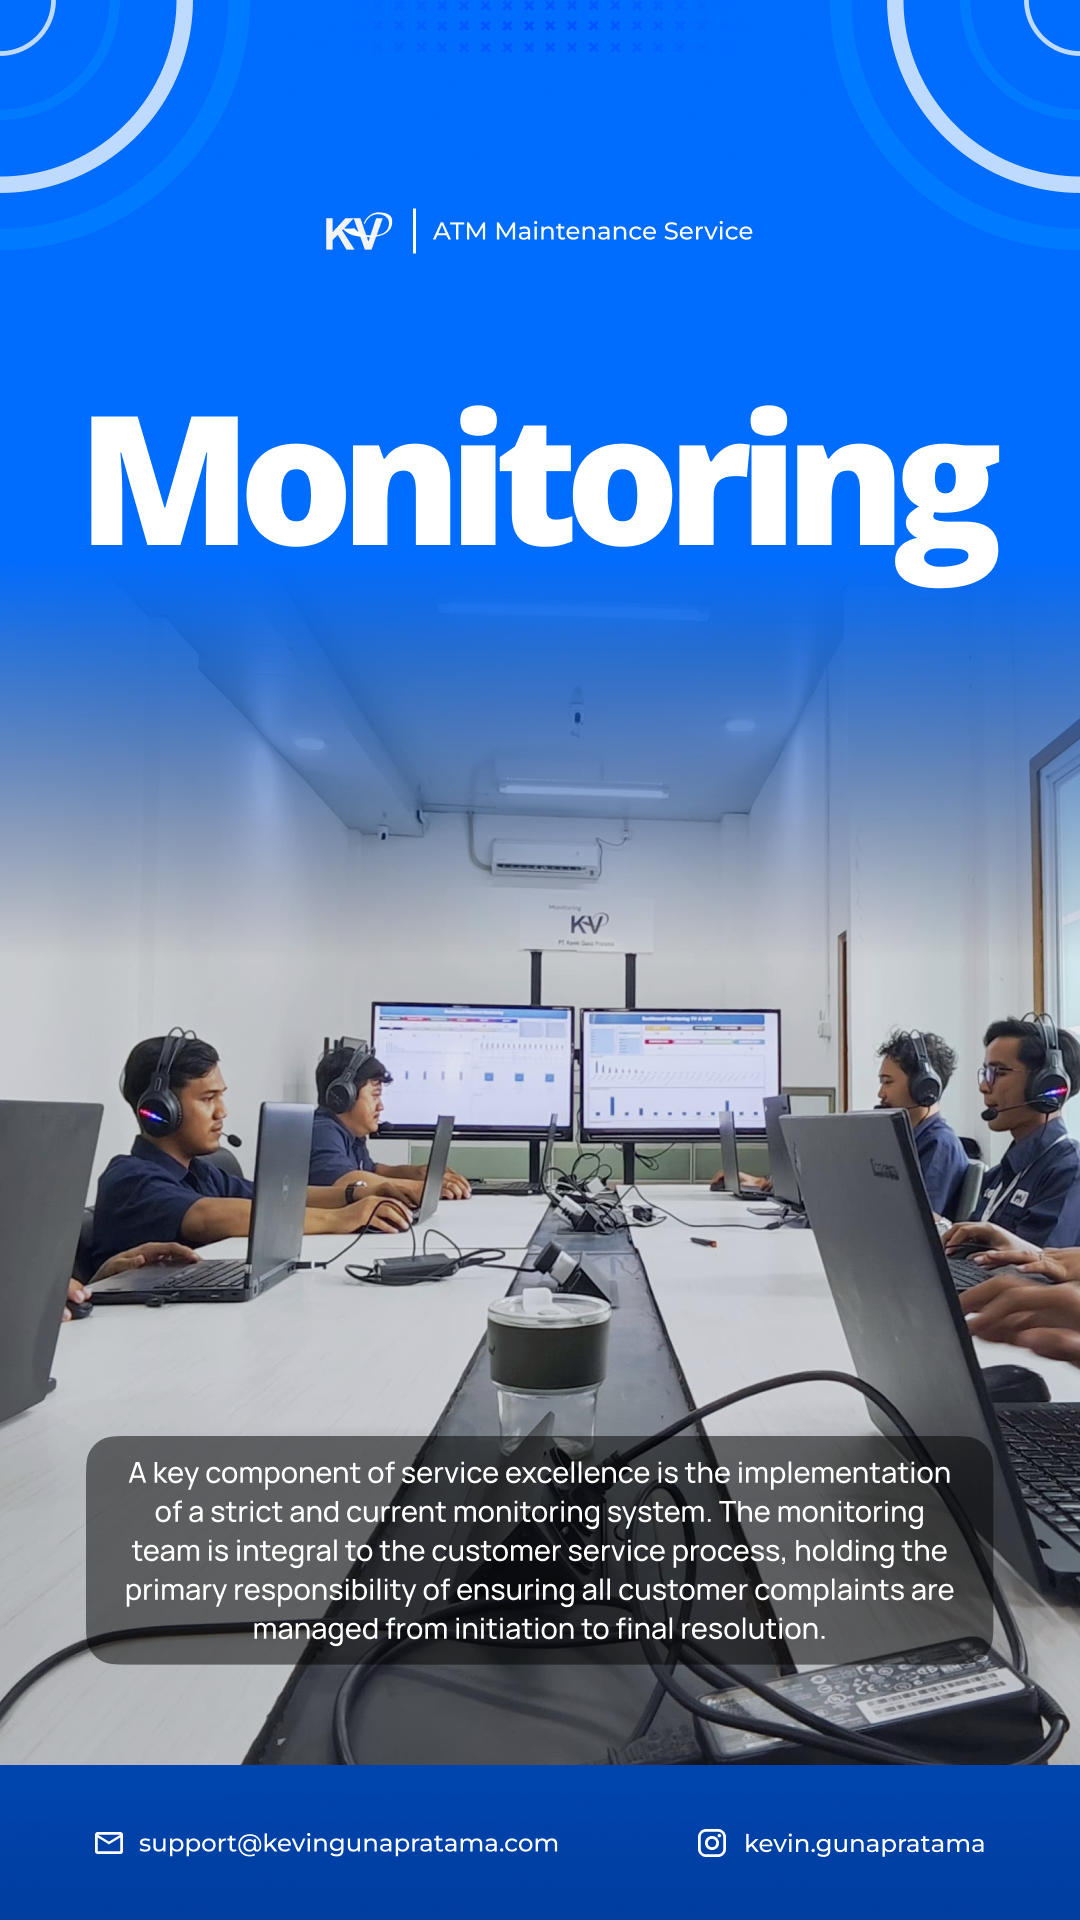 KVP | ATM Maintenance Service
Monitoring
Monitoring
KVP
A key component of service excellence is the implementation
of a strict and current monitoring system. The monitoring
team is integral to the customer service process, holding the
primary responsibility of ensuring all customer complaints are
managed from initiation to final resolution.
support@kevingunapratama.com
kevin.gunapratama